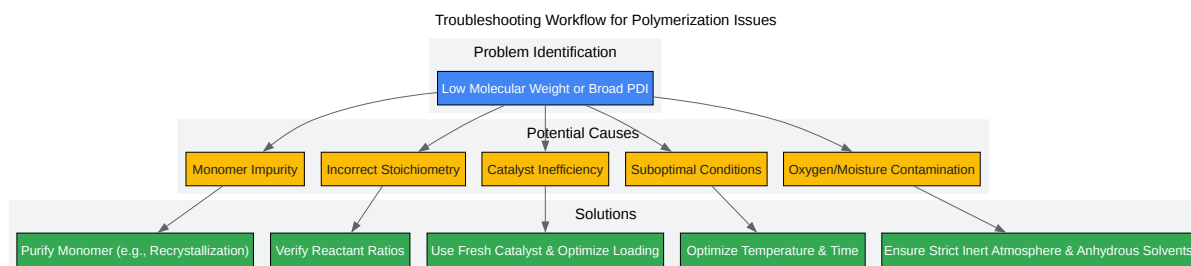 Troubleshooting Workflow for Polymerization Issues
Problem Identification
Low Molecular Weight or Broad PDI
Potential Causes
Monomer Impurity
Incorrect Stoichiometry
Catalyst Inefficiency
Suboptimal Conditions
Oxygen/Moisture Contamination
Solutions
Purify Monomer (e.g., Recrystallization)
Verify Reactant Ratios
Use Fresh Catalyst & Optimize Loading
Optimize Temperature & Time
Ensure Strict Inert Atmosphere & Anhydrous Solvents